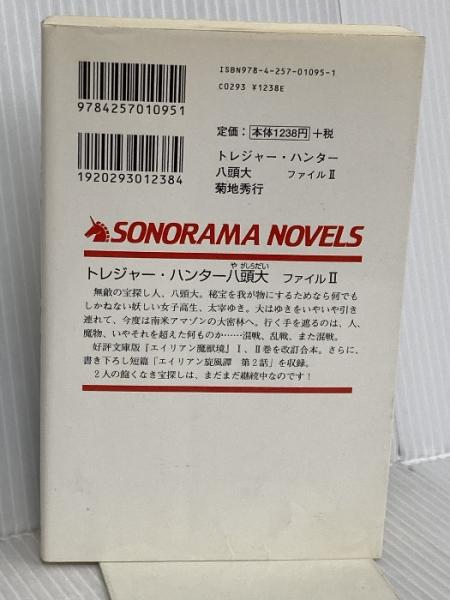 ISBN978-4-257-01095-1
C0293 ¥1238E
9784257010951
定価:本体1238円+税
トレジャー・ハンター
八頭大 ファイルⅡ
菊地秀行
1920293012384
SONORAMA NOVELS
トレジャー・ハンター八頭大 ファイルⅡ
やがしらだい
無敵の宝探し人、八頭大。秘宝を我が物にするためなら何でも
しかねない妖しい女子高生、太宰ゆき。大はゆきをいやいや引き
連れて、今度は南米アマゾンの大密林へ。行く手を遮るのは、人、
魔物、いやそれを超えた何ものか……混戦、乱戦、また混戦。
好評文庫版『エイリアン魔獣境』Ⅰ、Ⅱ巻を改訂合本。さらに、
書き下ろし短篇「エイリアン旋風譚 第2話」を収録。
2人の飽くなき宝探しは、まだまだ継続中なのです!